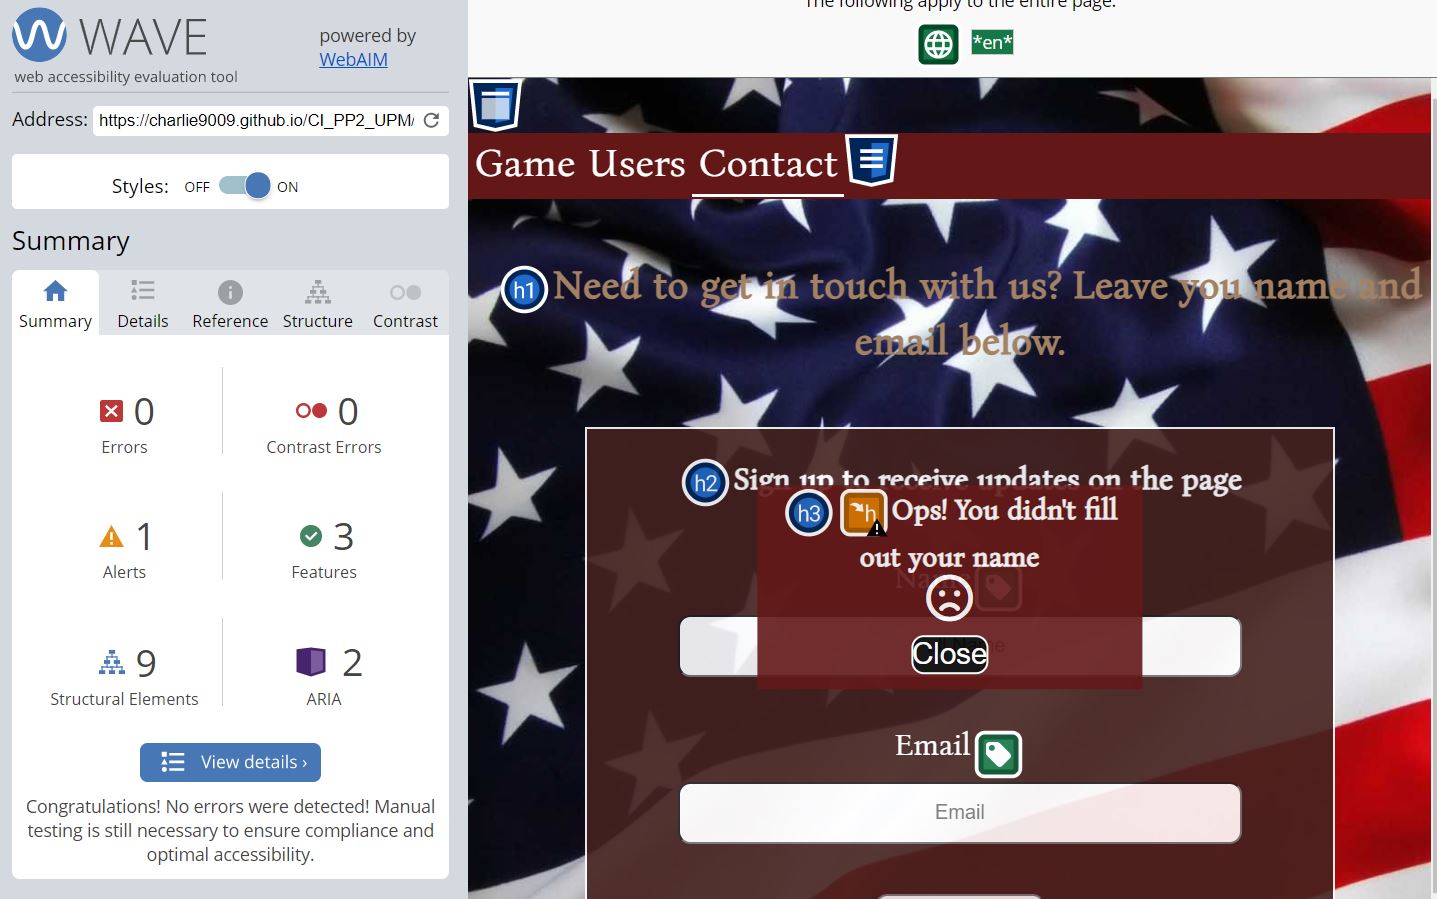 WAVE
powered by
WebAIM
web accessibility evaluation tool
Address: https://charlie9009.github.io/CI_PP2_UPM/
Styles: OFF ON
Summary
Summary Details Reference Structure Contrast
0 0
Errors Contrast Errors
1 3
Alerts Features
9 2
Structural Elements ARIA
View details ›
Congratulations! No errors were detected! Manual
testing is still necessary to ensure compliance and
optimal accessibility.
The following apply to the entire page:
*en*
Game Users Contact
h1 Need to get in touch with us? Leave you name and
email below.
h2 Sign up to receive updates on the page
h3 h Ops! You didn't fill
out your name
Name
Close
Email
Email